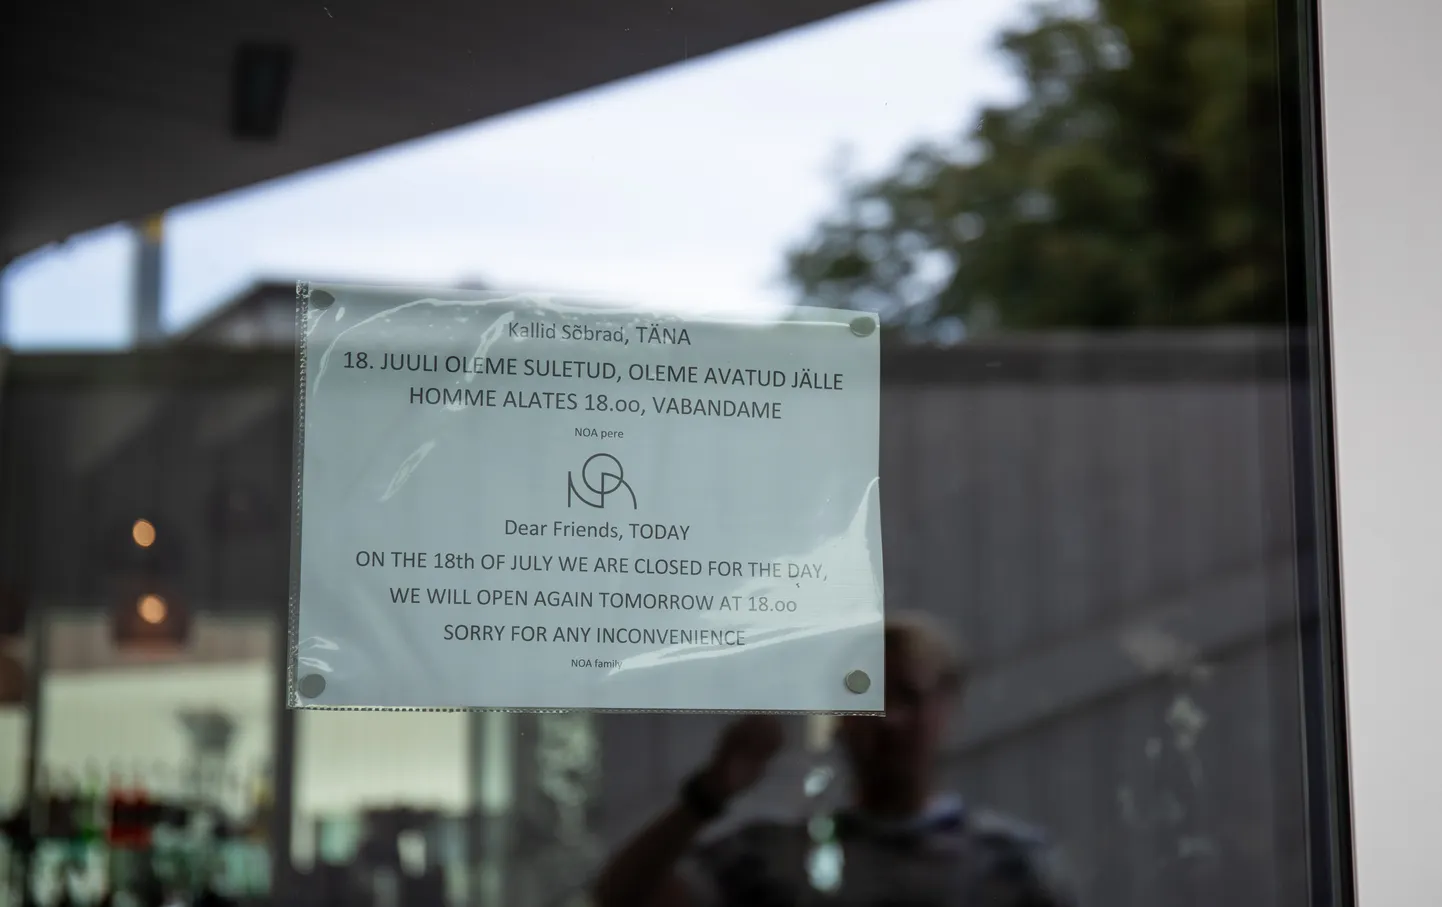 Kallid Sõbrad, TÄNA
18. JUULI OLEME SULETUD, OLEME AVATUD JÄLLE
HOMME ALATES 18.oo, VABANDAME
NOA pere
NOA
Dear Friends, TODAY
ON THE 18th OF JULY WE ARE CLOSED FOR THE DAY,
WE WILL OPEN AGAIN TOMORROW AT 18.oo
SORRY FOR ANY INCONVENIENCE
NOA family